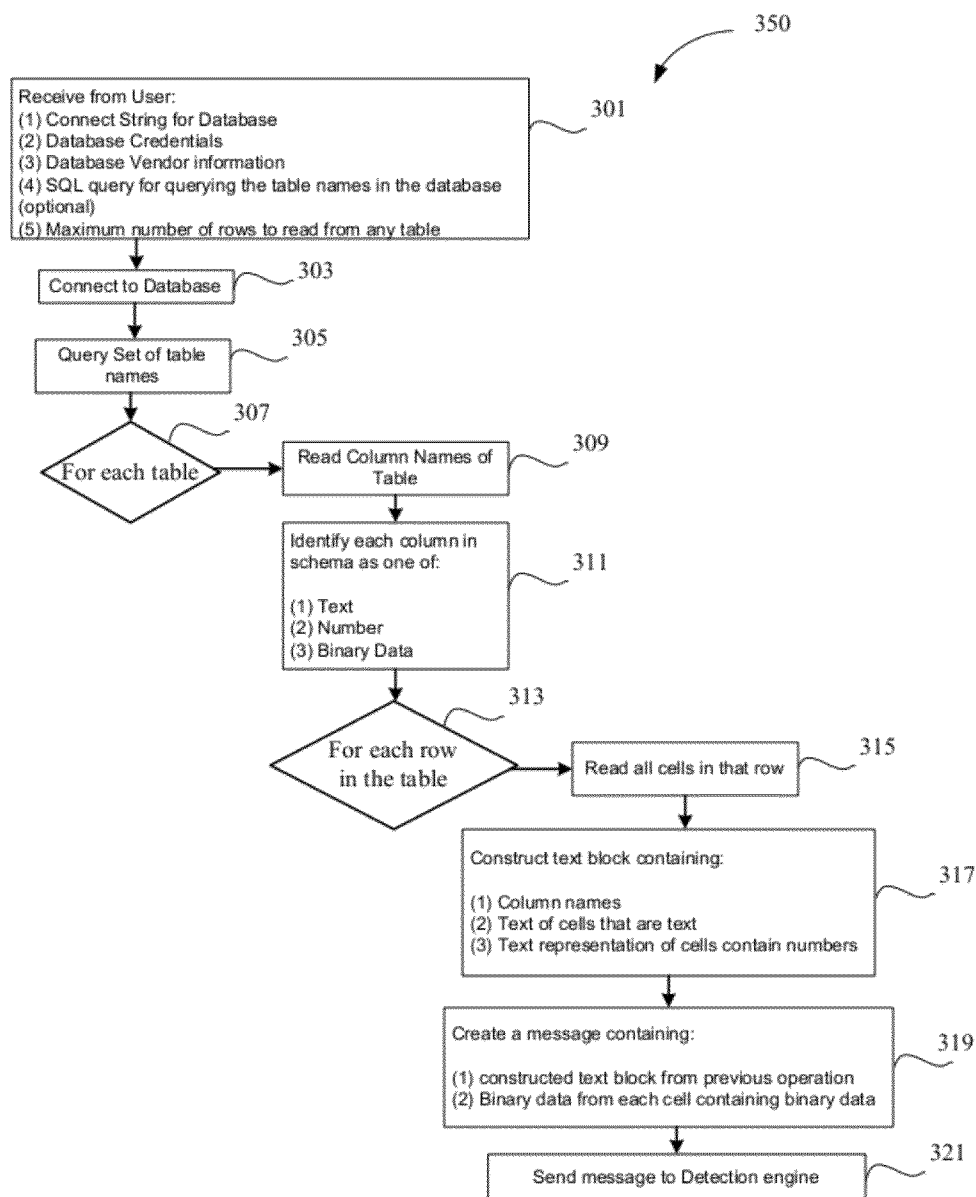 350
Receive from User:
(1) Connect String for Database
(2) Database Credentials
(3) Database Vendor information
(4) SQL query for querying the table names in the database
(optional)
(5) Maximum number of rows to read from any table
301
Connect to Database
303
Query Set of table
names
305
For each table
307
Read Column Names of
Table
309
Identify each column in
schema as one of:
(1) Text
(2) Number
(3) Binary Data
311
For each row
in the table
313
Read all cells in that row
315
Construct text block containing:
(1) Column names
(2) Text of cells that are text
(3) Text representation of cells contain numbers
317
Create a message containing:
(1) constructed text block from previous operation
(2) Binary data from each cell containing binary data
319
Send message to Detection engine
321